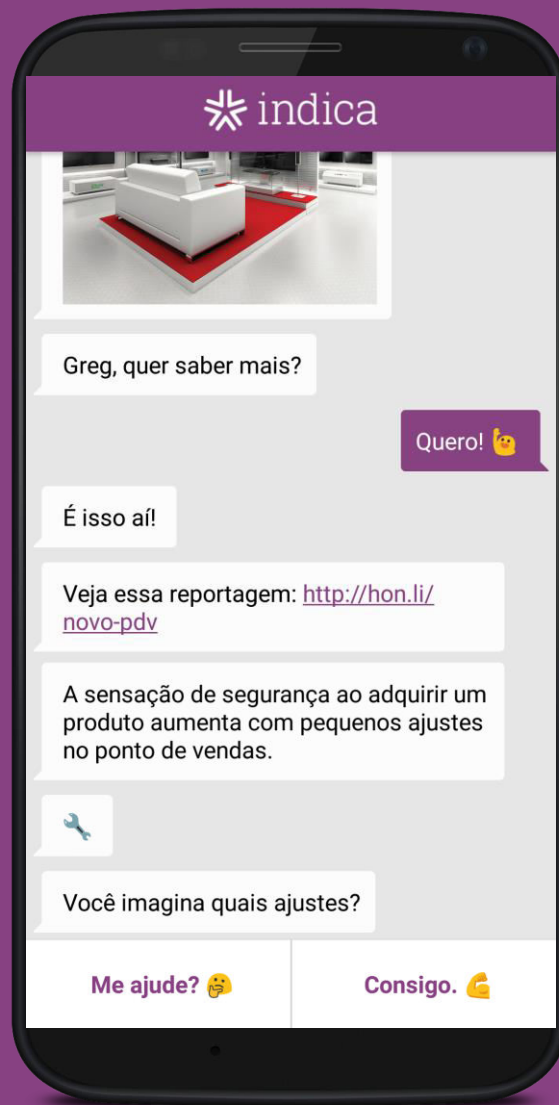 indica
Greg, quer saber mais?
Quero! 🙋
É isso aí!
Veja essa reportagem: http://hon.li/
novo-pdv
A sensação de segurança ao adquirir um
produto aumenta com pequenos ajustes
no ponto de vendas.
🔧
Você imagina quais ajustes?
Me ajude? 🤔
Consigo. 💪